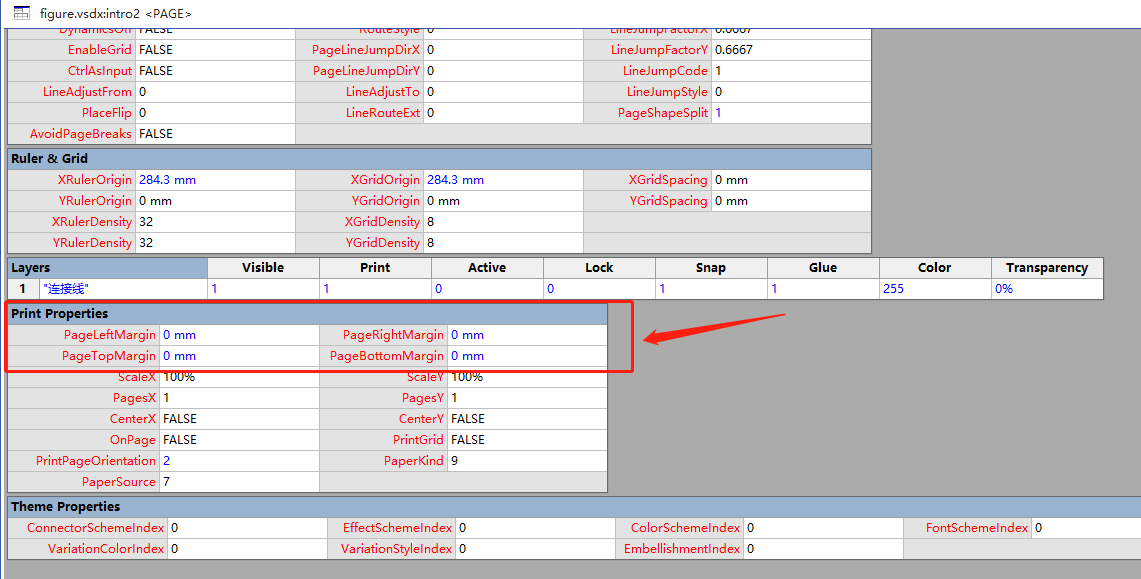 figure.vsdx:intro2 <PAGE>
DynamicsOff FALSE RouteStyle 0 LineJumpFactorX 0.6667
EnableGrid FALSE PageLineJumpDirX 0 LineJumpFactorY 0.6667
CtrlAsInput FALSE PageLineJumpDirY 0 LineJumpCode 1
LineAdjustFrom 0 LineAdjustTo 0 LineJumpStyle 0
PlaceFlip 0 LineRouteExt 0 PageShapeSplit 1
AvoidPageBreaks FALSE
Ruler & Grid
XRulerOrigin 284.3 mm XGridOrigin 284.3 mm XGridSpacing 0 mm
YRulerOrigin 0 mm YGridOrigin 0 mm YGridSpacing 0 mm
XRulerDensity 32 XGridDensity 8
YRulerDensity 32 YGridDensity 8
Layers Visible Print Active Lock Snap Glue Color Transparency
1 "连接线" 1 1 0 0 1 1 255 0%
Print Properties
PageLeftMargin 0 mm PageRightMargin 0 mm
PageTopMargin 0 mm PageBottomMargin 0 mm
ScaleX 100% ScaleY 100%
PagesX 1 PagesY 1
CenterX FALSE CenterY FALSE
OnPage FALSE PrintGrid FALSE
PrintPageOrientation 2 PaperKind 9
PaperSource 7
Theme Properties
ConnectorSchemeIndex 0 EffectSchemeIndex 0 ColorSchemeIndex 0 FontSchemeIndex 0
VariationColorIndex 0 VariationStyleIndex 0 EmbellishmentIndex 0